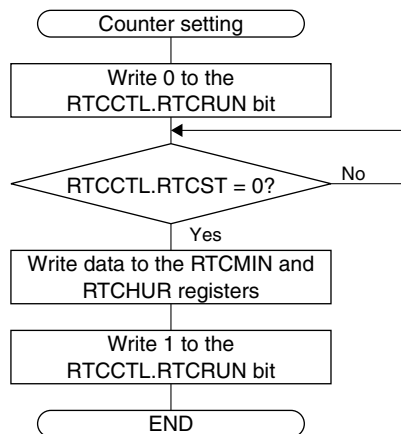 Counter setting
Write 0 to the
RTCCTL.RTCRUN bit
RTCCTL.RTCST = 0?
No
Yes
Write data to the RTCMIN and
RTCHUR registers
Write 1 to the
RTCCTL.RTCRUN bit
END